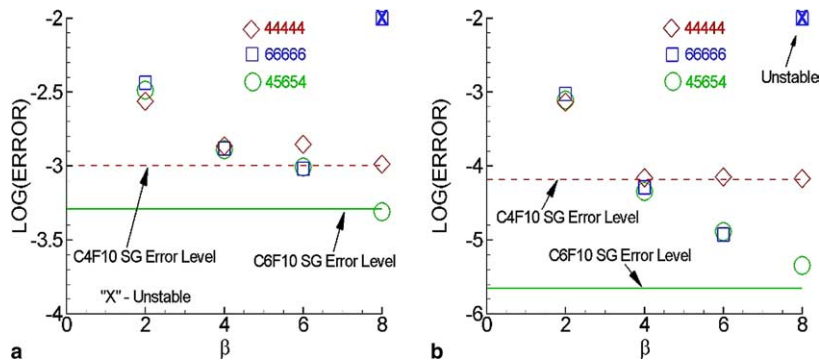 -2
-2.5
-3
-3.5
-4
LOG(ERROR)
44444
66666
45654
C4F10 SG Error Level
C6F10 SG Error Level
"X" - Unstable
0 2 4 6 8
β
a
-2
-3
-4
-5
-6
LOG(ERROR)
44444
66666
45654
Unstable
C4F10 SG Error Level
C6F10 SG Error Level
0 2 4 6 8
β
b